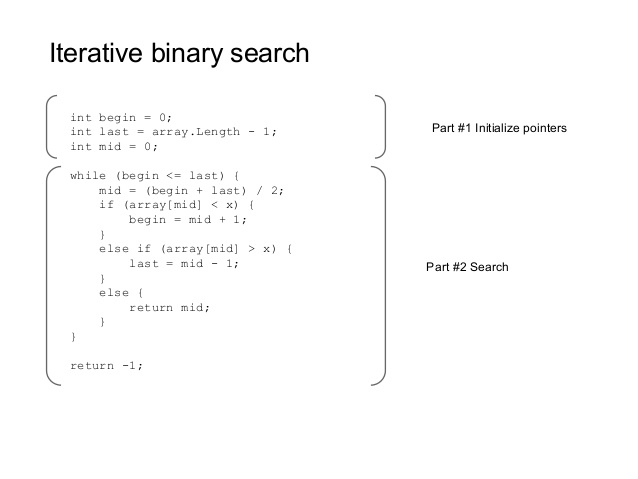 Iterative binary search
int begin = 0;
int last = array.Length - 1;
int mid = 0;
Part #1 Initialize pointers
while (begin <= last) {
    mid = (begin + last) / 2;
    if (array[mid] < x) {
        begin = mid + 1;
    }
    else if (array[mid] > x) {
        last = mid - 1;
    }
    else {
        return mid;
    }
}
return -1;
Part #2 Search